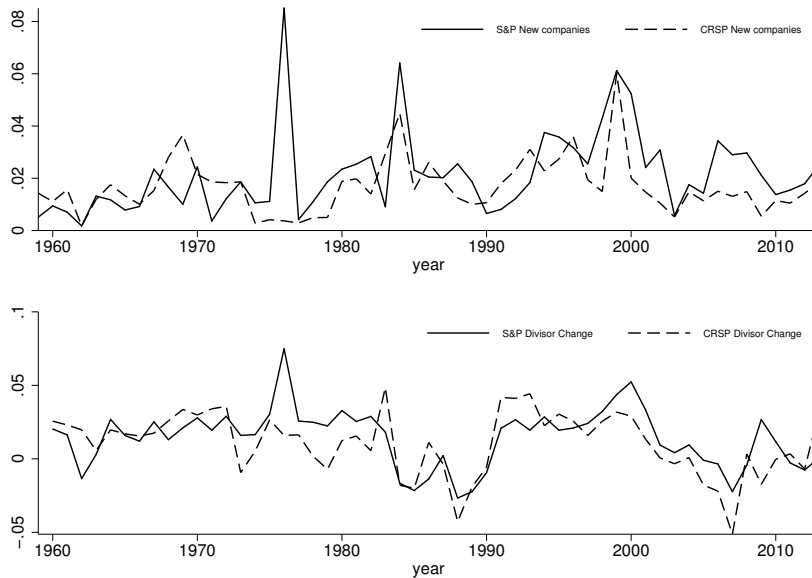 .08
S&P New companies CRSP New companies
.06
.04
.02
0
1960 1970 1980 1990 2000 2010
year
.1
S&P Divisor Change CRSP Divisor Change
.05
0
-.05
1960 1970 1980 1990 2000 2010
year